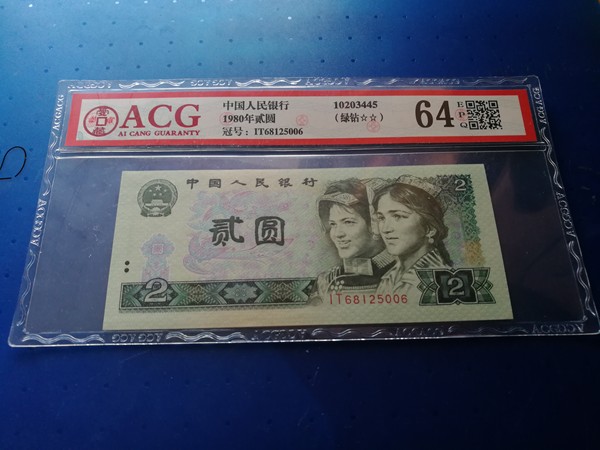 ACG
AI CANG GUARANTY
中国人民银行
1980年贰圆
冠号: IT68125006
10203445
(绿钻☆☆)
64
EPQ
中国人民银行
贰圆
2
2
IT68125006
2